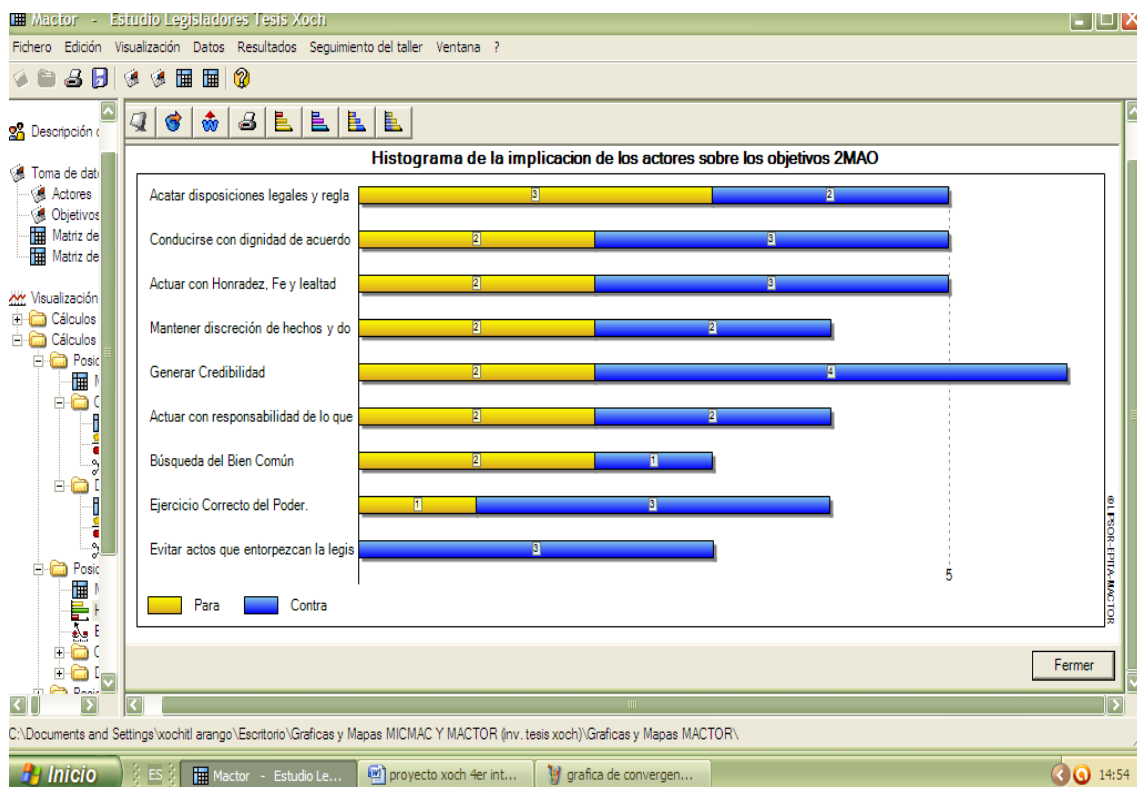 Mactor - Estudio Legisladores Tesis Xoch
Fichero Edición Visualización Datos Resultados Seguimiento del taller Ventana ?
Descripción
Toma de dat
Actores
Objetivos
Matriz de
Matriz de
Visualización
Cálculos
Cálculos
Posic
Posic
Histograma de la implicacion de los actores sobre los objetivos 2MAO
Acatar disposiciones legales y regla 3 2
Conducirse con dignidad de acuerdo 2 3
Actuar con Honradez, Fe y lealtad 2 3
Mantener discreción de hechos y do 2 2
Generar Credibilidad 2 4
Actuar con responsabilidad de lo que 2 2
Búsqueda del Bien Común 2 1
Ejercicio Correcto del Poder. 1 3
Evitar actos que entorpezcan la legis 3
5
Para Contra
©LIPSOR-EPITA-MACTOR
Fermer
C:\Documents and Settings\xochitl arango\Escritorio\Graficas y Mapas MICMAC Y MACTOR (inv. tesis xoch)\Graficas y Mapas MACTOR\
Inicio ES Mactor - Estudio Le... proyecto xoch 4er int... grafica de convergen... 14:54